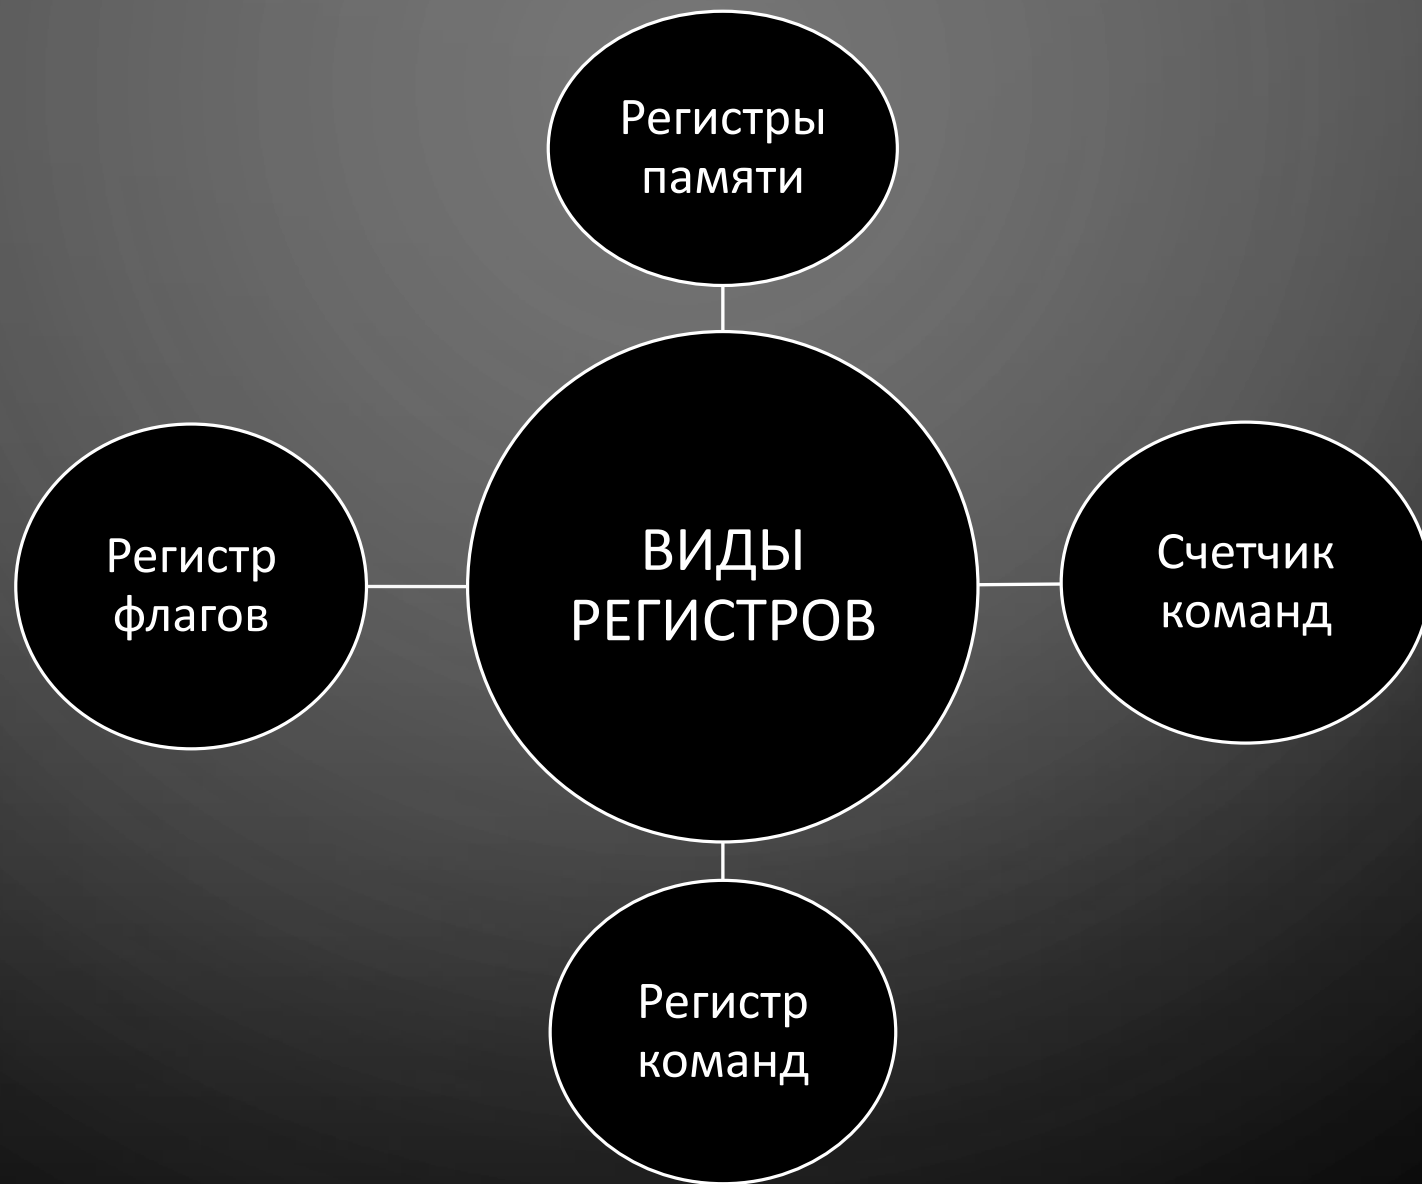 Регистры
памяти
Регистр
флагов
ВИДЫ
РЕГИСТРОВ
Счетчик
команд
Регистр
команд